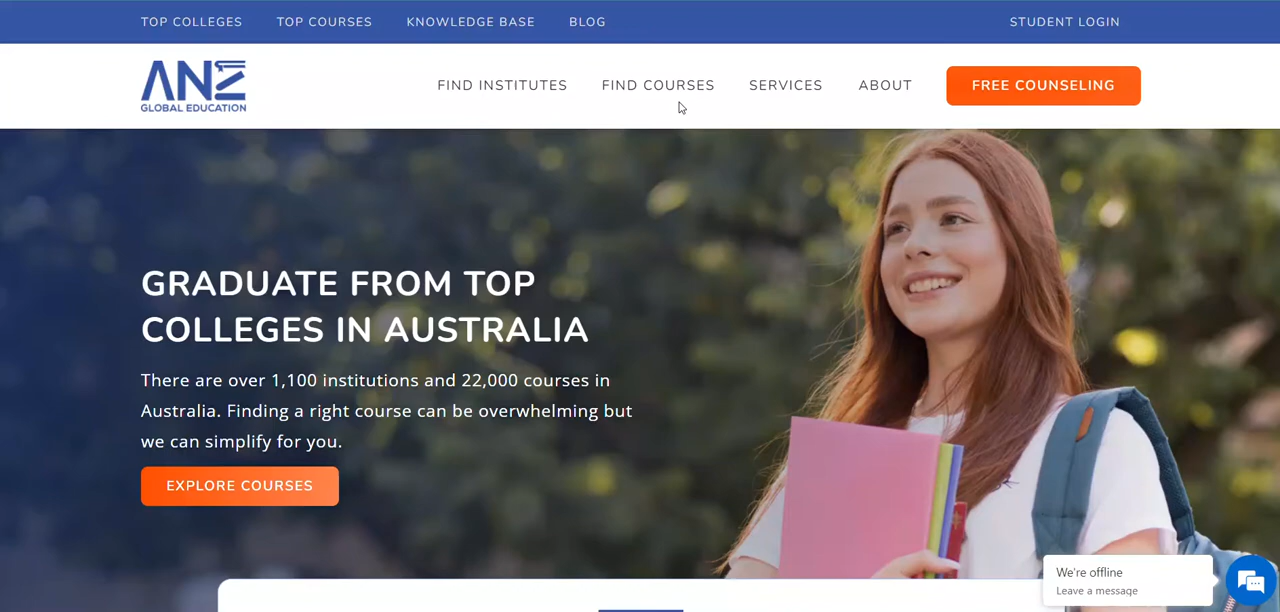 TOP COLLEGES TOP COURSES KNOWLEDGE BASE BLOG STUDENT LOGIN
ANZ
GLOBAL EDUCATION
FIND INSTITUTES FIND COURSES SERVICES ABOUT FREE COUNSELING
GRADUATE FROM TOP
COLLEGES IN AUSTRALIA
There are over 1,100 institutions and 22,000 courses in
Australia. Finding a right course can be overwhelming but
we can simplify for you.
EXPLORE COURSES
We're offline
Leave a message